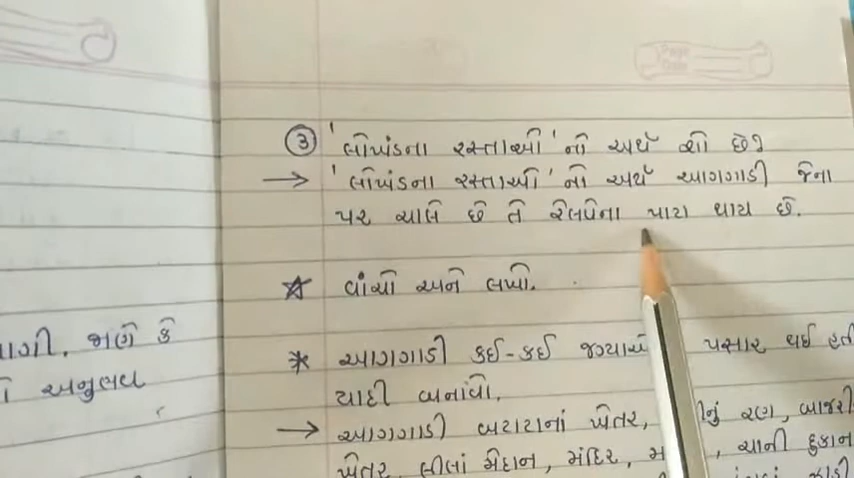 ③ 'લોખંડના રસ્તાઓ' નો અર્થ શો છે?
→ 'લોખંડના રસ્તાઓ' નો અર્થ આગગાડી જેના
પર ચાલે છે તે રેલવેના પાટા થાય છે.
☆ વાંચો અને લખો.
* આગગાડી કઈ-કઈ જગ્યાએ પસાર થઈ હતી
યાદી બનાવો.
→ આગગાડી બટાટાનાં ખેતર, રણ, બાજરી
ખેતર, લીલાં મેદાન, મંદિર, ચાની દુકાન
જાણે કે
અનુભવ